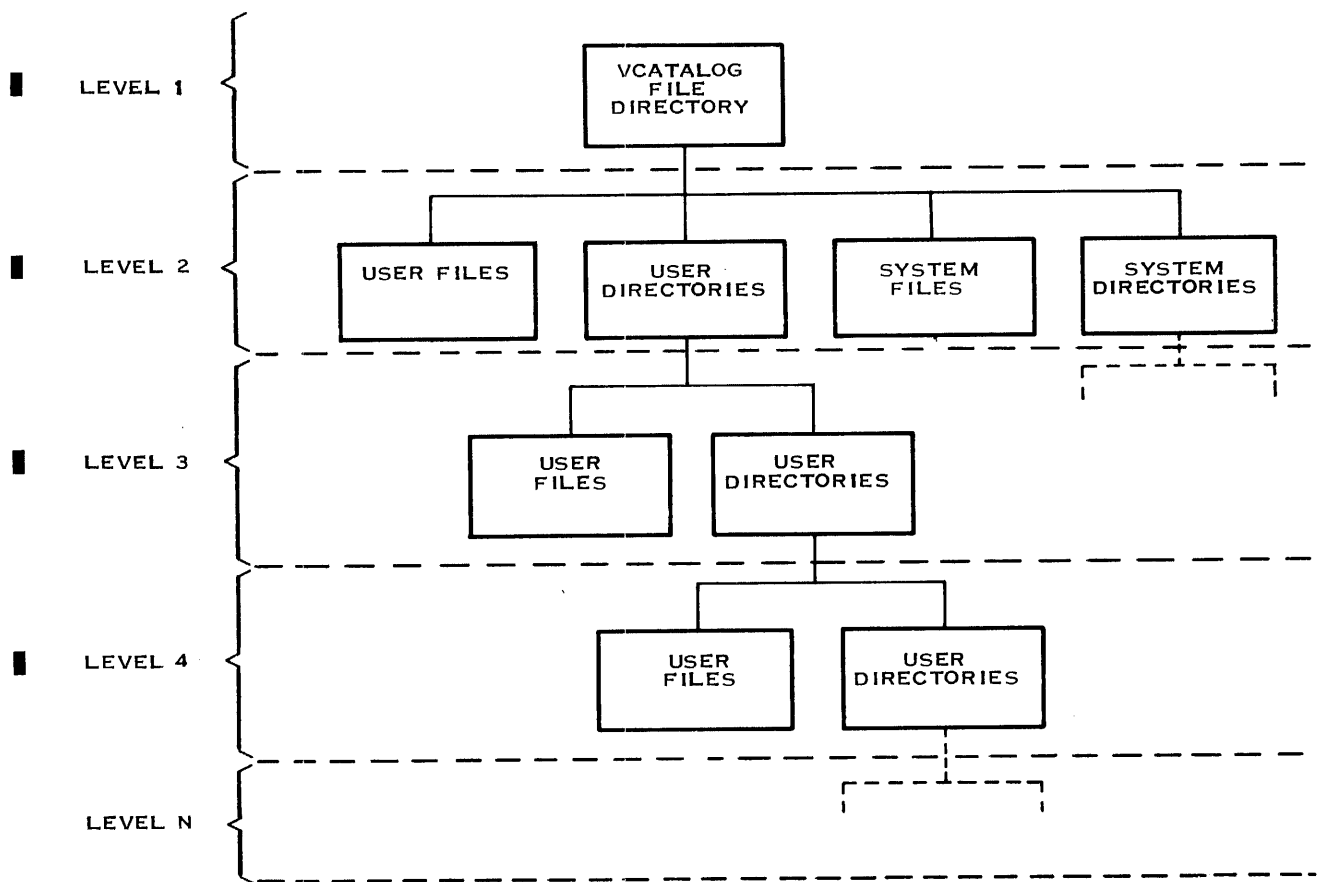 LEVEL 1
VCATALOG
FILE
DIRECTORY
LEVEL 2
USER FILES
USER
DIRECTORIES
SYSTEM
FILES
SYSTEM
DIRECTORIES
LEVEL 3
USER
FILES
USER
DIRECTORIES
LEVEL 4
USER
FILES
USER
DIRECTORIES
LEVEL N